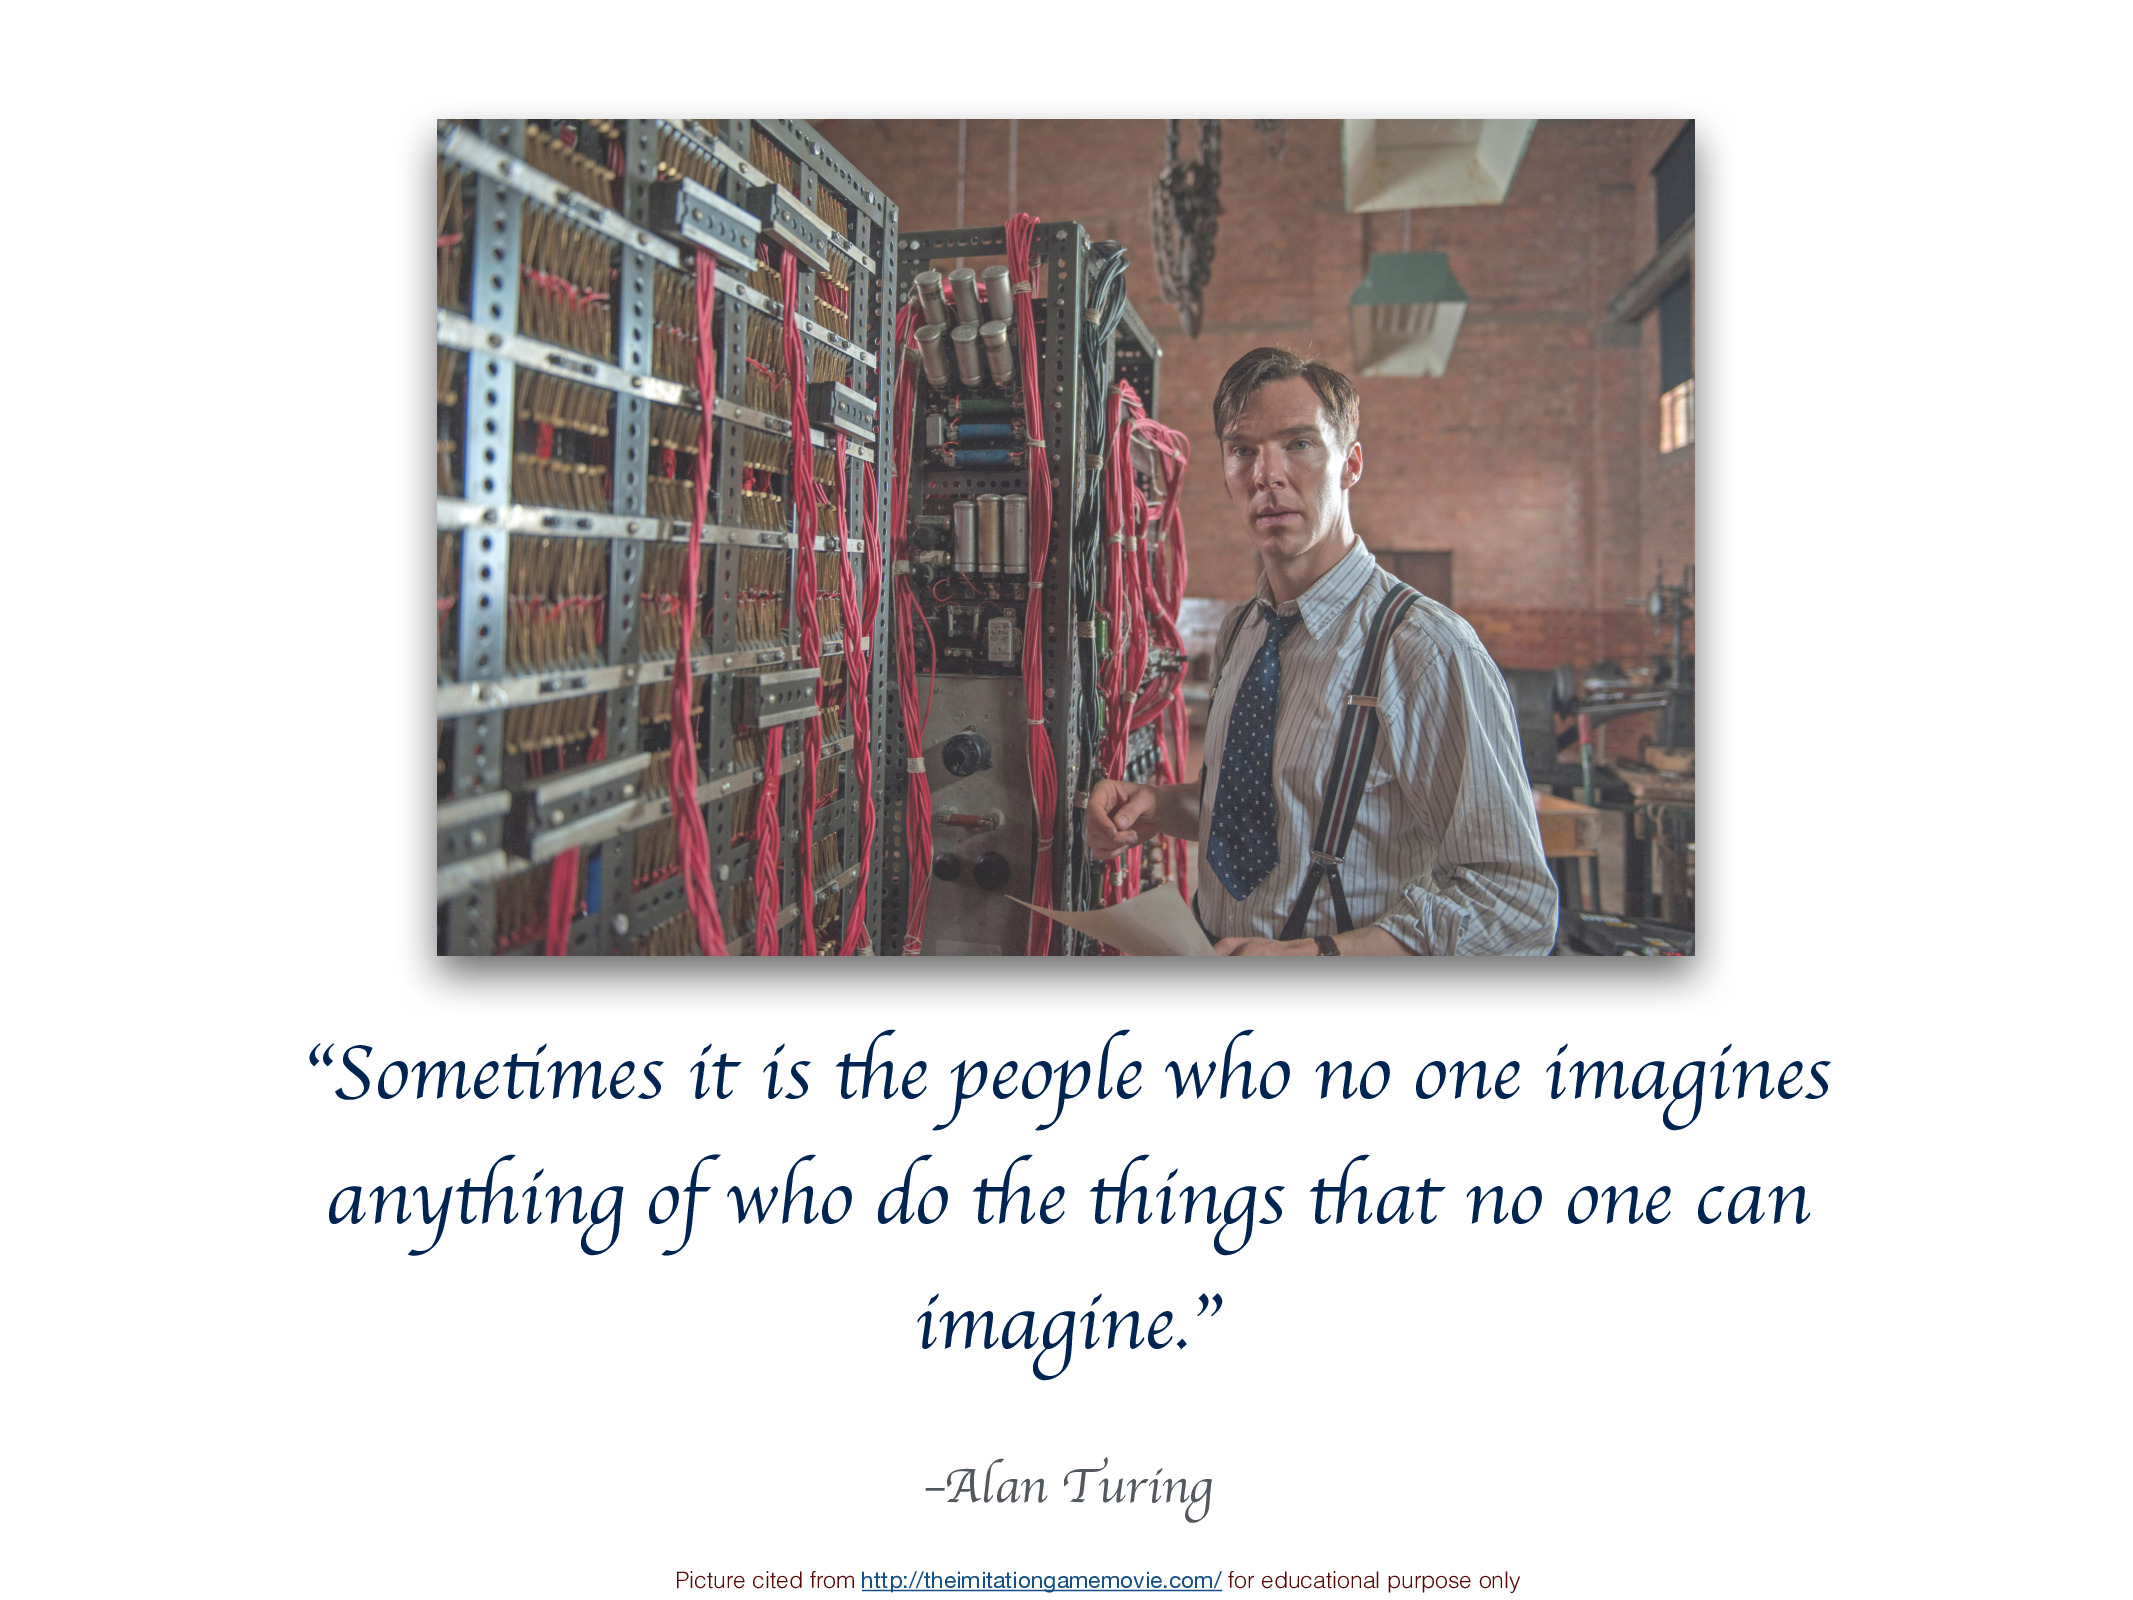 “Sometimes it is the people who no one imagines
anything of who do the things that no one can
imagine.”
–Alan Turing
Picture cited from http://theimitationgamemovie.com/ for educational purpose only